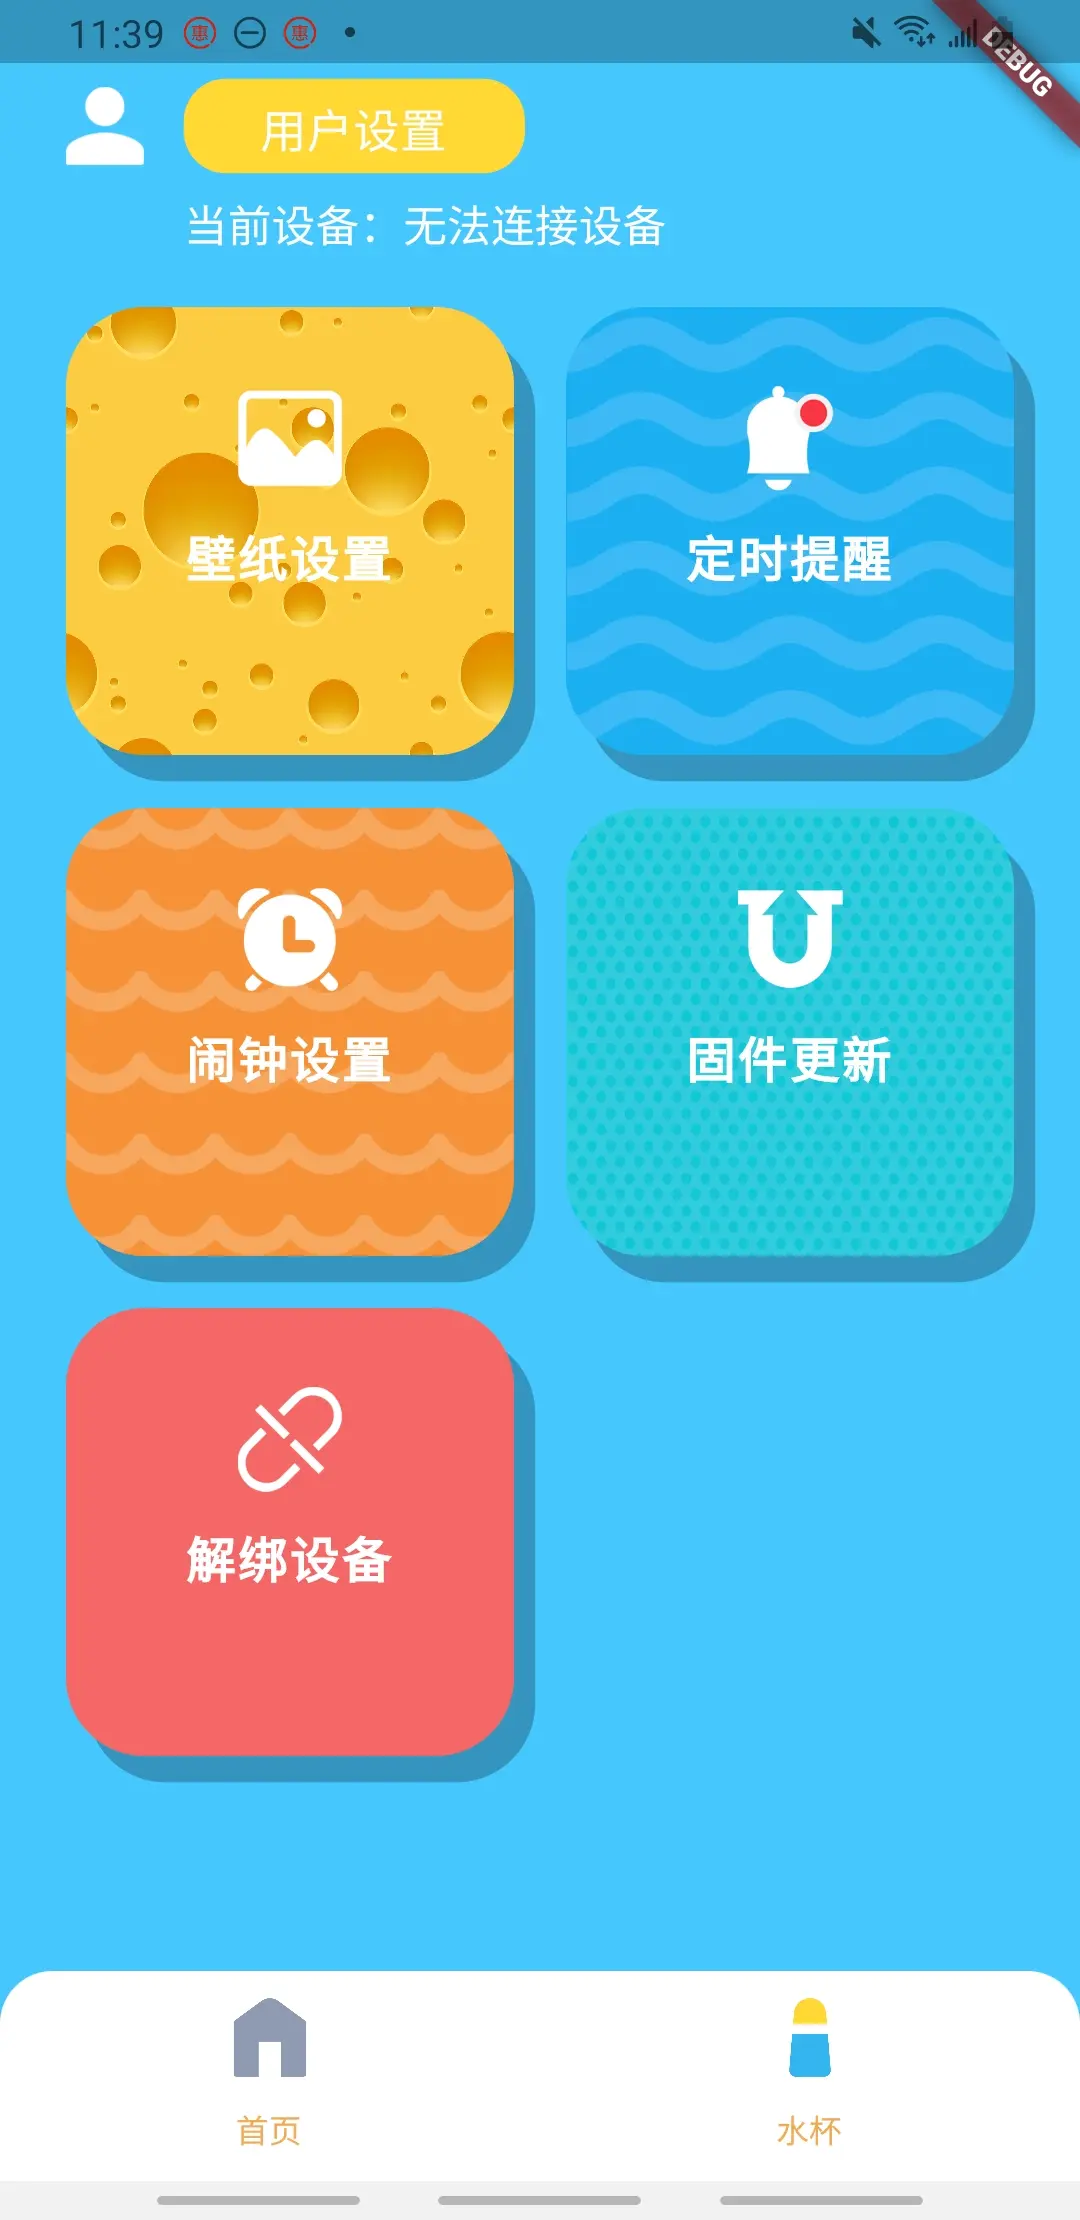 11:39 惠 惠
DEBUG
用户设置
当前设备：无法连接设备
壁纸设置
定时提醒
闹钟设置
固件更新
解绑设备
首页
水杯